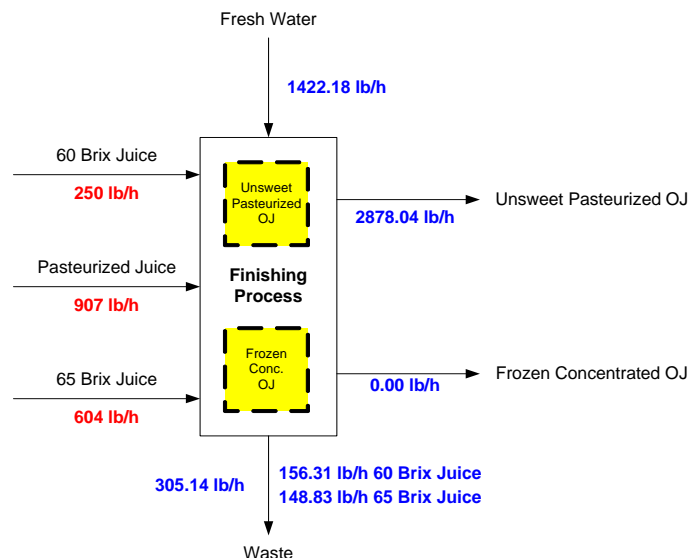 Fresh Water
1422.18 lb/h
60 Brix Juice
250 lb/h
Unsweet
Pasteurized
OJ
Unsweet Pasteurized OJ
2878.04 lb/h
Pasteurized Juice
907 lb/h
Finishing
Process
65 Brix Juice
604 lb/h
Frozen
Conc.
OJ
Frozen Concentrated OJ
0.00 lb/h
305.14 lb/h
156.31 lb/h 60 Brix Juice
148.83 lb/h 65 Brix Juice
Waste